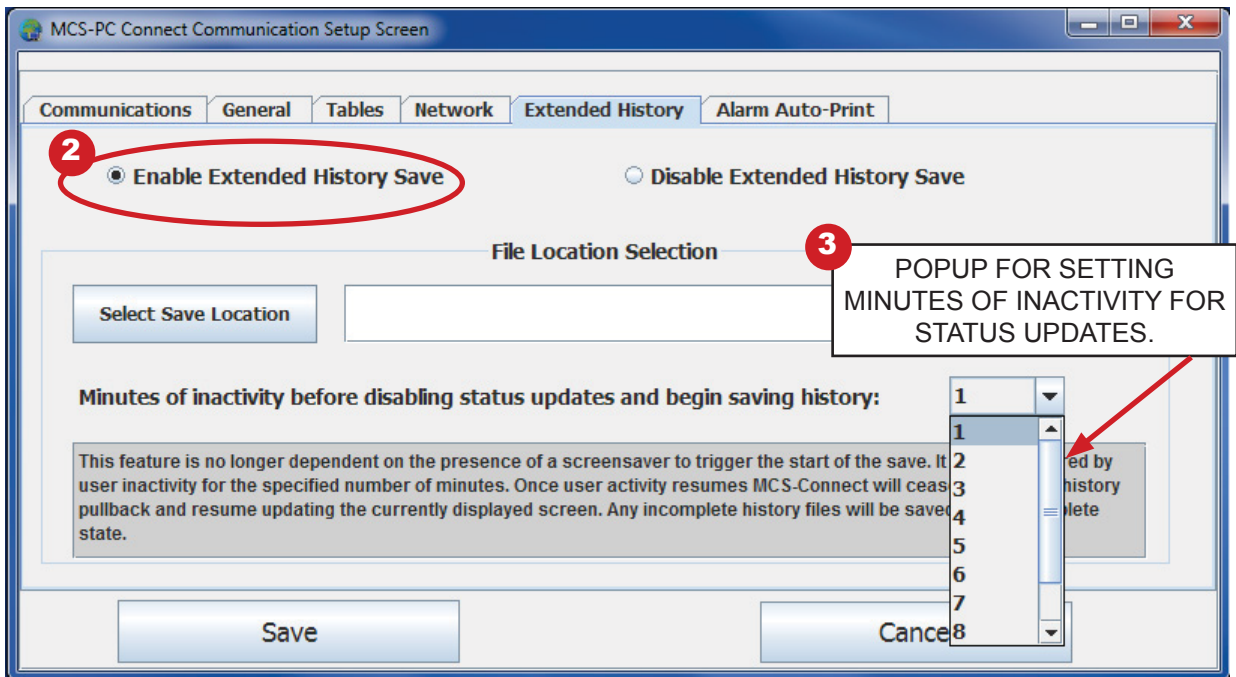 MCS-PC Connect Communication Setup Screen
Communications General Tables Network Extended History Alarm Auto-Print
2
Enable Extended History Save Disable Extended History Save
File Location Selection
3
POPUP FOR SETTING
MINUTES OF INACTIVITY FOR
STATUS UPDATES.
Select Save Location
Minutes of inactivity before disabling status updates and begin saving history: 1
1
2
3
4
5
6
7
8
This feature is no longer dependent on the presence of a screensaver to trigger the start of the save. It
user inactivity for the specified number of minutes. Once user activity resumes MCS-Connect will history
pullback and resume updating the currently displayed screen. Any incomplete history files will be
state.
Save